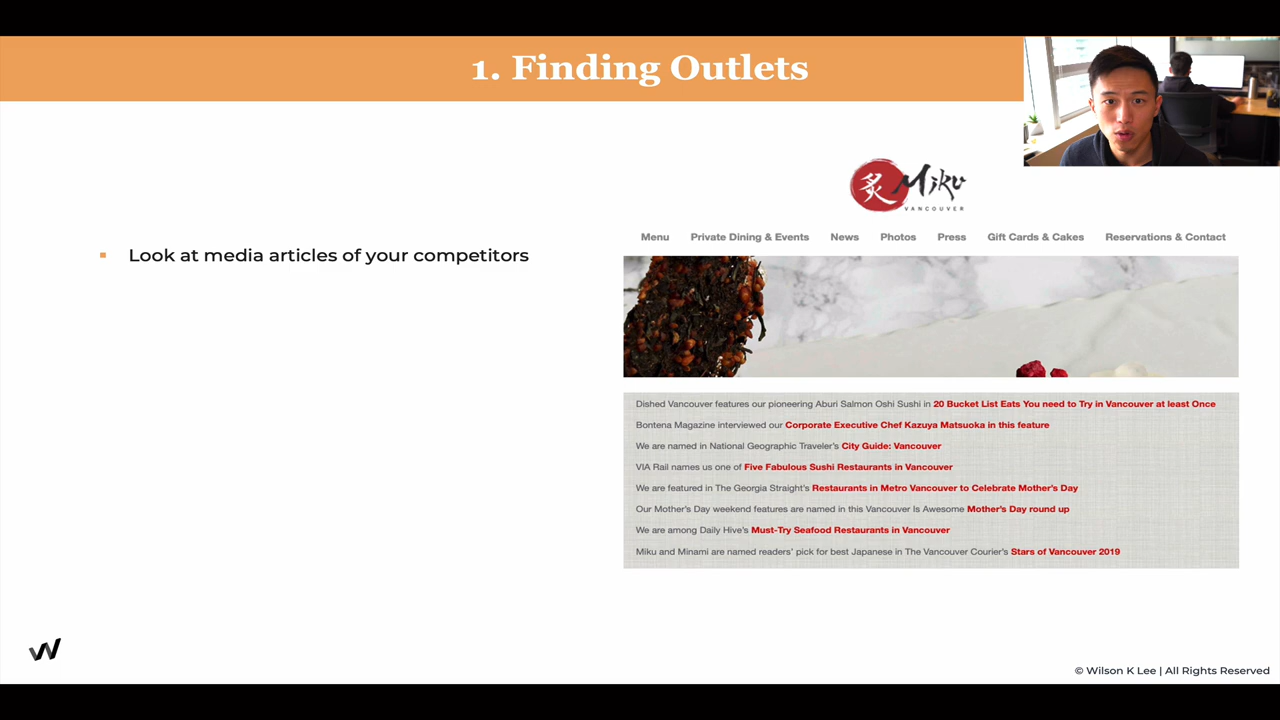 1. Finding Outlets
炙 Miku
VANCOUVER
Menu Private Dining & Events News Photos Press Gift Cards & Cakes Reservations & Contact
Look at media articles of your competitors
Dished Vancouver features our pioneering Aburi Salmon Oshi Sushi in 20 Bucket List Eats You need to Try in Vancouver at least Once
Bontena Magazine interviewed our Corporate Executive Chef Kazuya Matsuoka in this feature
We are named in National Geographic Traveler's City Guide: Vancouver
VIA Rail names us one of Five Fabulous Sushi Restaurants in Vancouver
We are featured in The Georgia Straight's Restaurants in Metro Vancouver to Celebrate Mother's Day
Our Mother's Day weekend features are named in this Vancouver Is Awesome Mother's Day round up
We are among Daily Hive's Must-Try Seafood Restaurants in Vancouver
Miku and Minami are named readers' pick for best Japanese in The Vancouver Courier's Stars of Vancouver 2019
© Wilson K Lee | All Rights Reserved